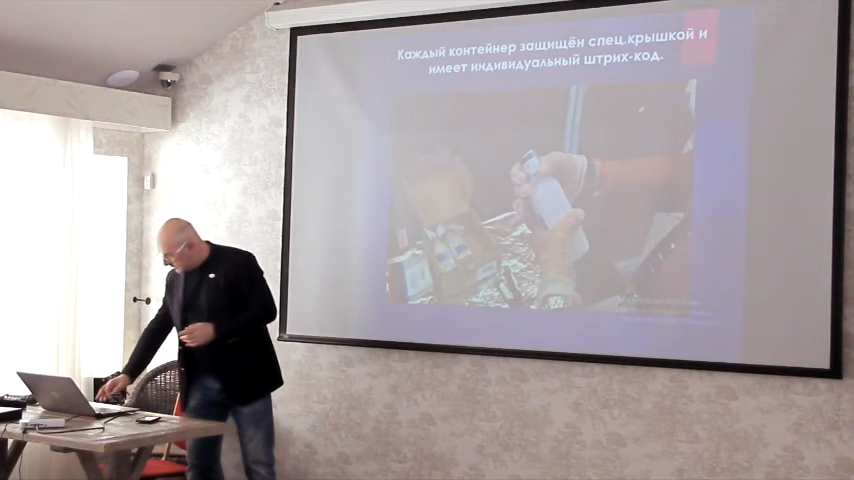 Каждый контейнер защищён спец.крышкой и
имеет индивидуальный штрих-код.